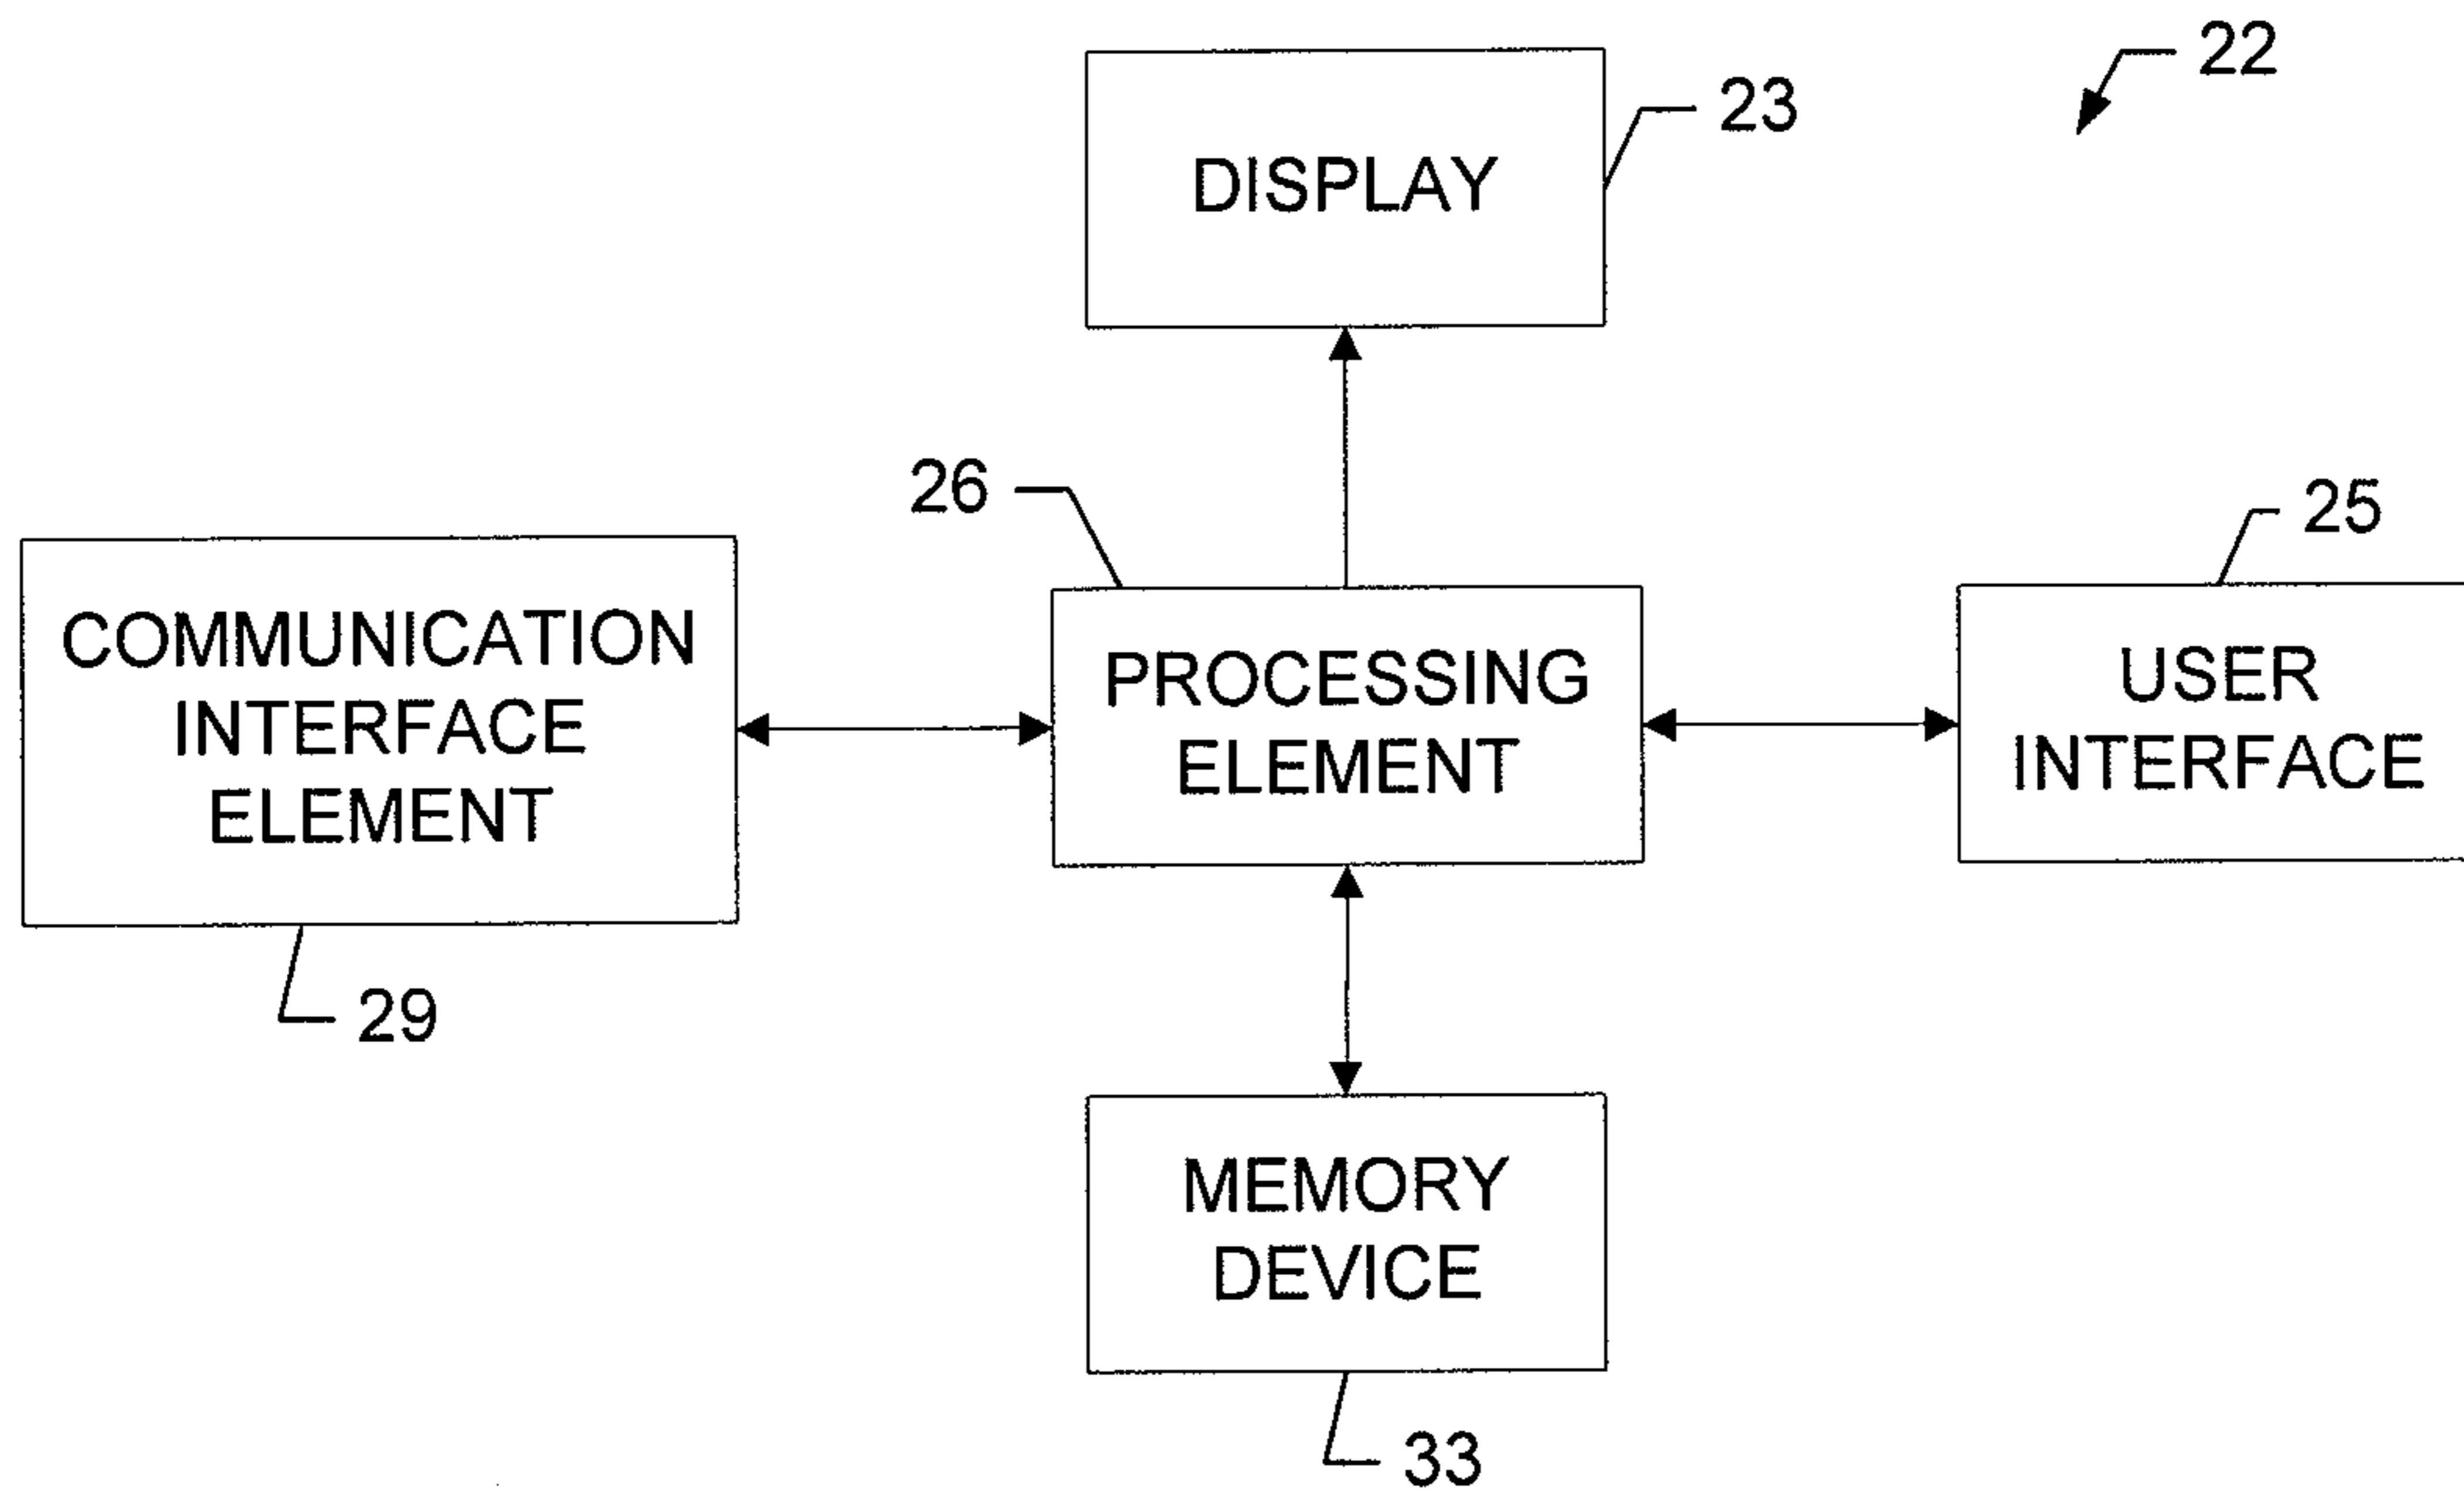 22
23
DISPLAY
26
25
COMMUNICATION
INTERFACE
ELEMENT
PROCESSING
ELEMENT
USER
INTERFACE
29
MEMORY
DEVICE
33